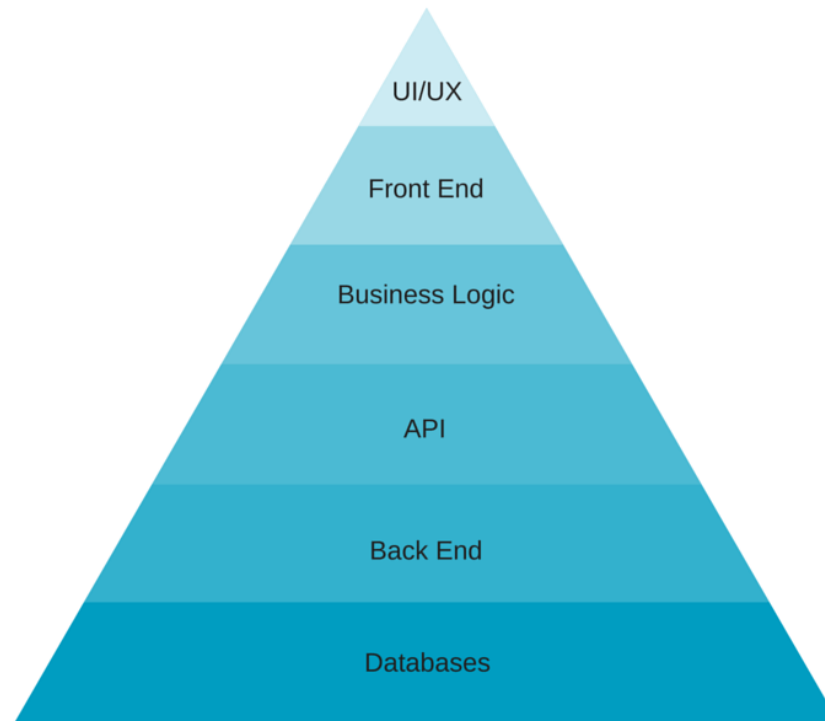 UI/UX
Front End
Business Logic
API
Back End
Databases